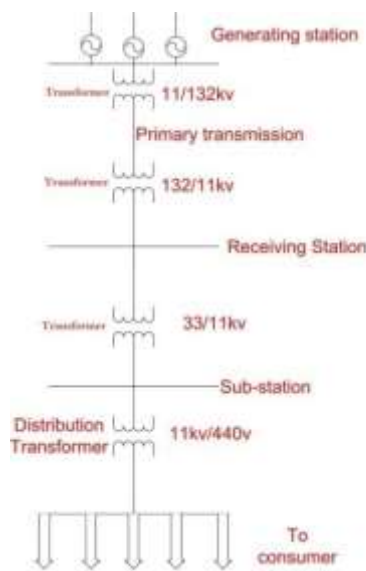 Generating station
Transformer
11/132kv
Primary transmission
Transformer
132/11kv
Receiving Station
Transformer
33/11kv
Sub-station
Distribution
Transformer
11kv/440v
To
consumer